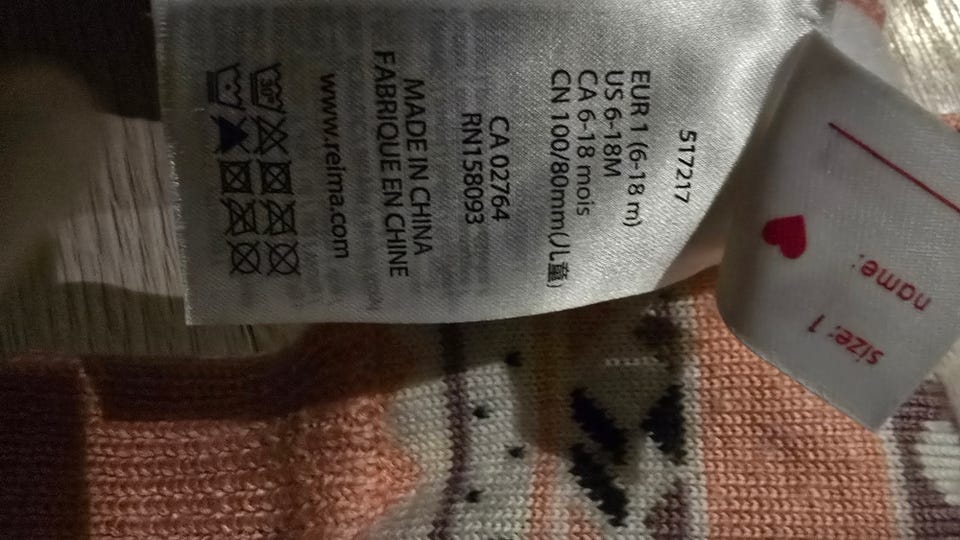 517217
EUR 1 (6-18 m)
US 6-18M
CA 6-18 mois
CN 100/80mm(儿童)
CA 02764
RN158093
MADE IN CHINA
FABRIQUE EN CHINE
www.reima.com
30°
name:
size: 1